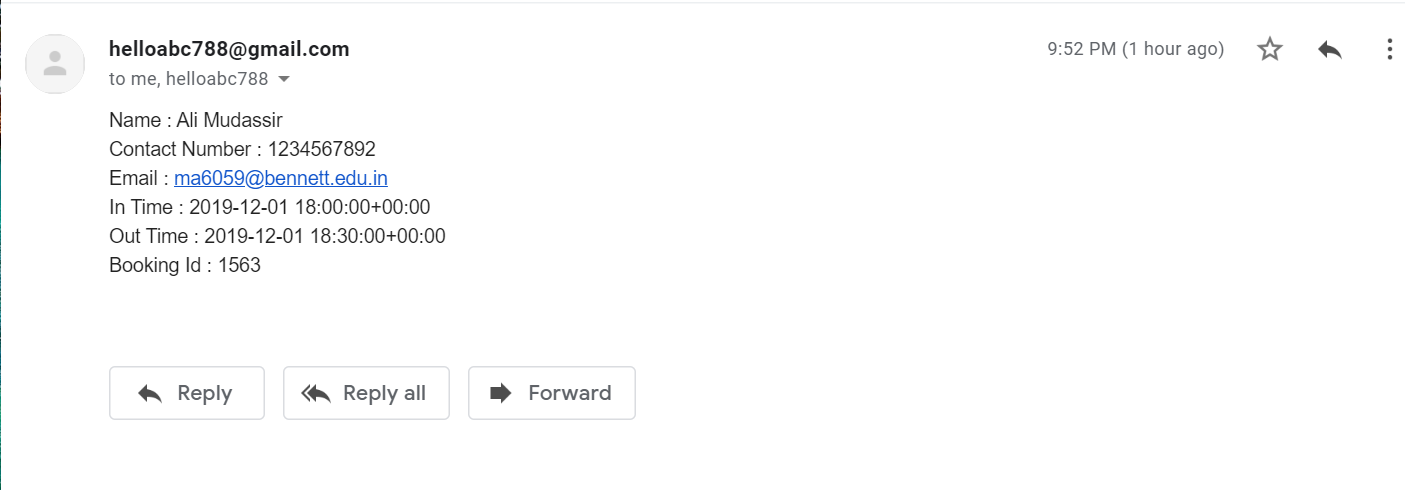 helloabc788@gmail.com 9:52 PM (1 hour ago)
to me, helloabc788
Name : Ali Mudassir
Contact Number : 1234567892
Email : ma6059@bennett.edu.in
In Time : 2019-12-01 18:00:00+00:00
Out Time : 2019-12-01 18:30:00+00:00
Booking Id : 1563
Reply Reply all Forward